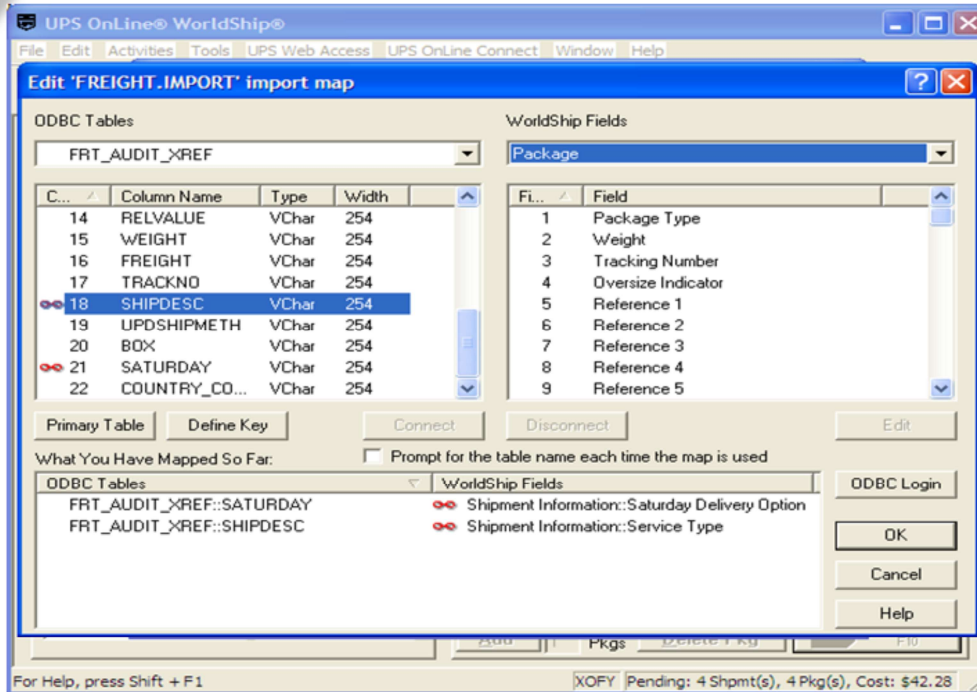 UPS OnLine® WorldShip®
File Edit Activities Tools UPS Web Access UPS OnLine Connect Window Help
Edit 'FREIGHT.IMPORT' import map
ODBC Tables
FRT_AUDIT_XREF
C... Column Name Type Width
14 RELVALUE VChar 254
15 WEIGHT VChar 254
16 FREIGHT VChar 254
17 TRACKNO VChar 254
18 SHIPDESC VChar 254
19 UPDSHIPMETH VChar 254
20 BOX VChar 254
21 SATURDAY VChar 254
22 COUNTRY_CO... VChar 254
WorldShip Fields
Package
Fi... Field
1 Package Type
2 Weight
3 Tracking Number
4 Oversize Indicator
5 Reference 1
6 Reference 2
7 Reference 3
8 Reference 4
9 Reference 5
Primary Table Define Key Connect Disconnect Edit
What You Have Mapped So Far: Prompt for the table name each time the map is used
ODBC Tables WorldShip Fields
FRT_AUDIT_XREF::SATURDAY Shipment Information::Saturday Delivery Option
FRT_AUDIT_XREF::SHIPDESC Shipment Information::Service Type
ODBC Login
OK
Cancel
Help
Add Pkgs Delete Pkg F10
For Help, press Shift + F1 XOFY Pending: 4 Shpmt(s), 4 Pkg(s), Cost: $42.28